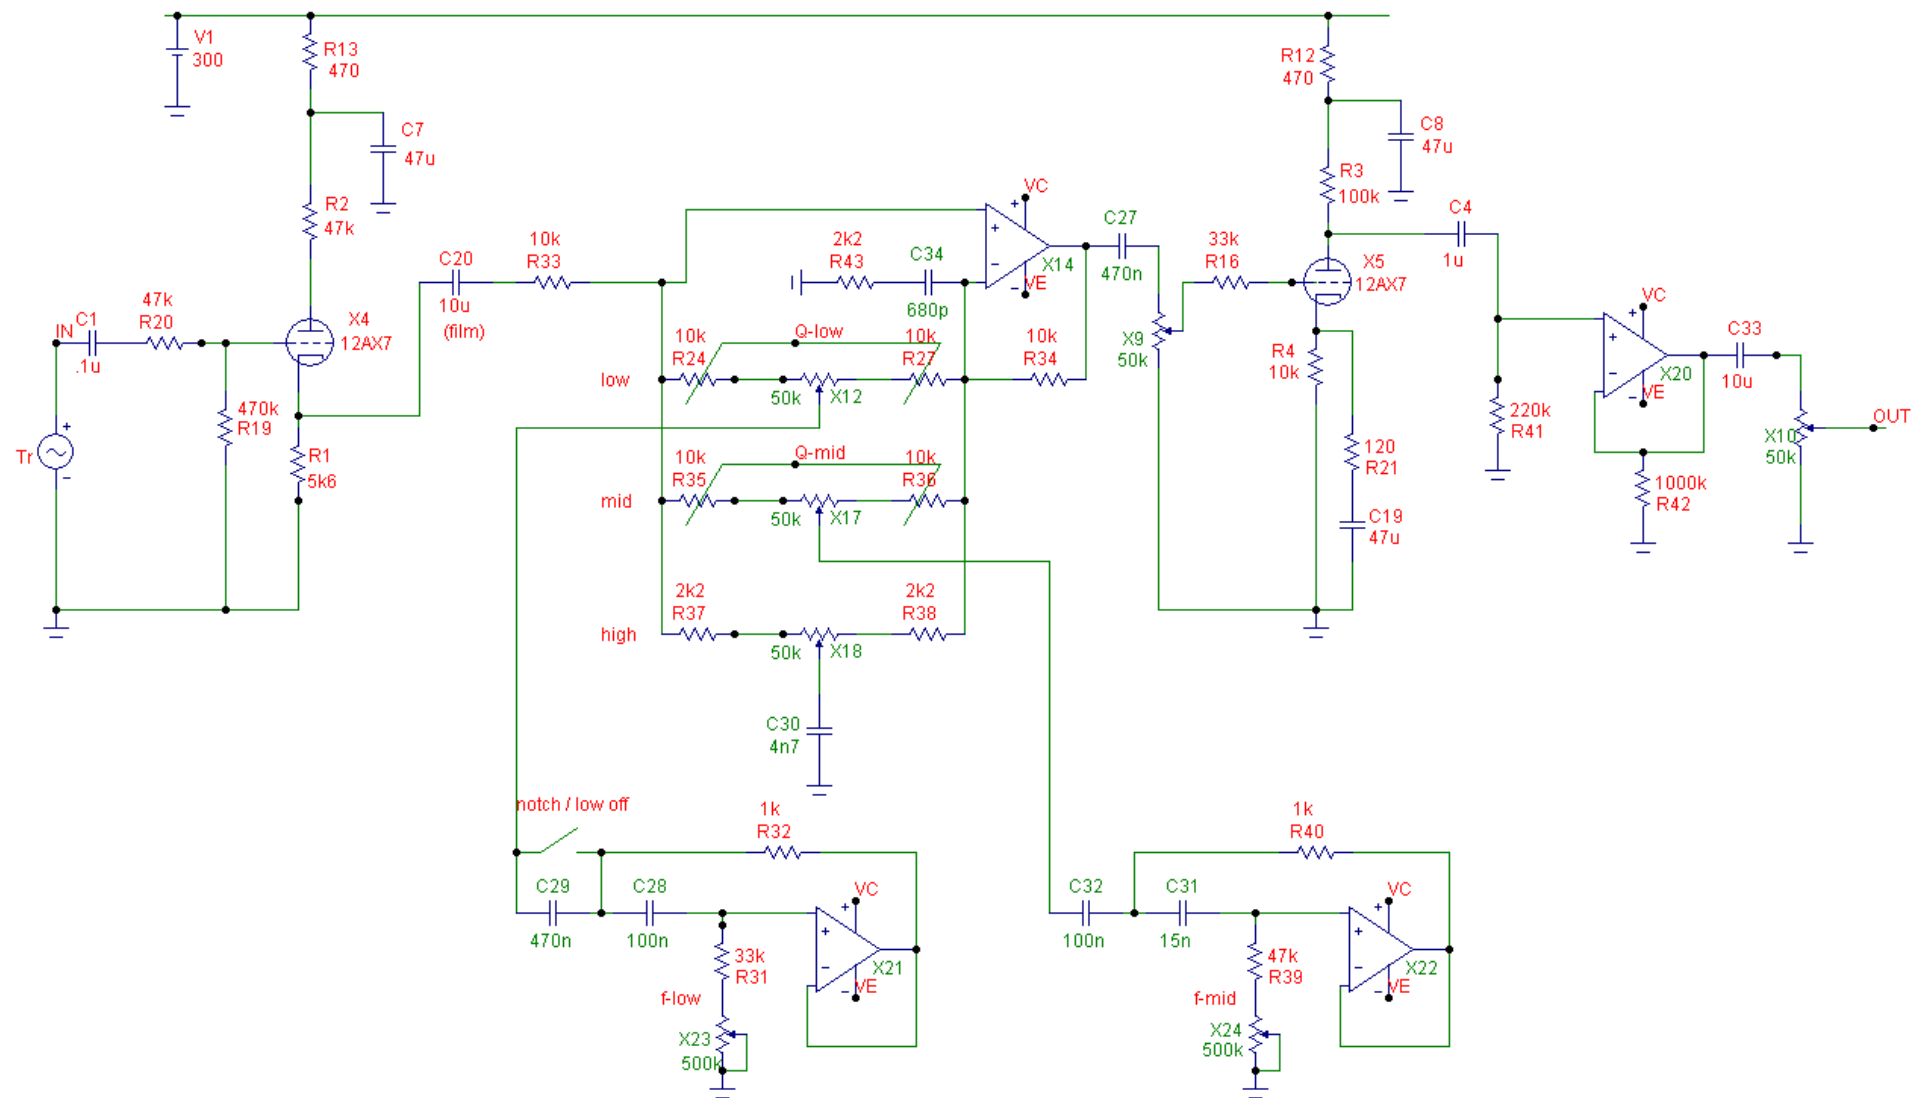 V1
300
R13
470
C7
47u
R2
47k
47k
R20
IN
C1
.1u
X4
12AX7
470k
R19
R1
5k6
Tr
+
−
C20
10u
(film)
10k
R33
2k2
R43
C34
680p
VC
+
+
−
−
VE
X14
C27
470n
10k
R24
Q-low
10k
R27
10k
R34
low
50k
X12
10k
R35
Q-mid
10k
R36
mid
50k
X17
2k2
R37
2k2
R38
high
50k
X18
C30
4n7
R12
470
C8
47u
R3
100k
C4
1u
33k
R16
X5
12AX7
X9
50k
R4
10k
120
R21
C19
47u
220k
R41
VC
+
+
−
−
VE
X20
C33
10u
1000k
R42
X10
50k
OUT
notch / low off
1k
R32
C29
470n
C28
100n
VC
+
+
−
−
VE
X21
33k
R31
f-low
X23
500k
1k
R40
C32
100n
C31
15n
VC
+
+
−
−
VE
X22
47k
R39
f-mid
X24
500k